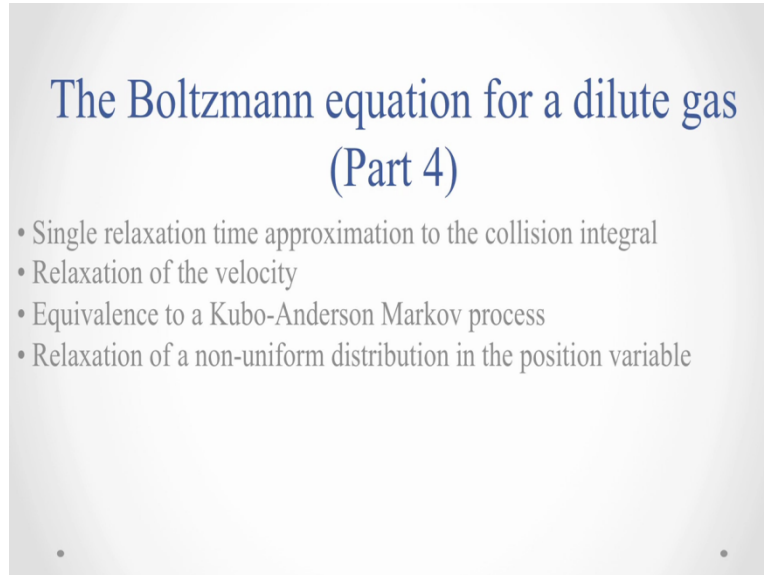 The Boltzmann equation for a dilute gas
(Part 4)
• Single relaxation time approximation to the collision integral
• Relaxation of the velocity
• Equivalence to a Kubo-Anderson Markov process
• Relaxation of a non-uniform distribution in the position variable